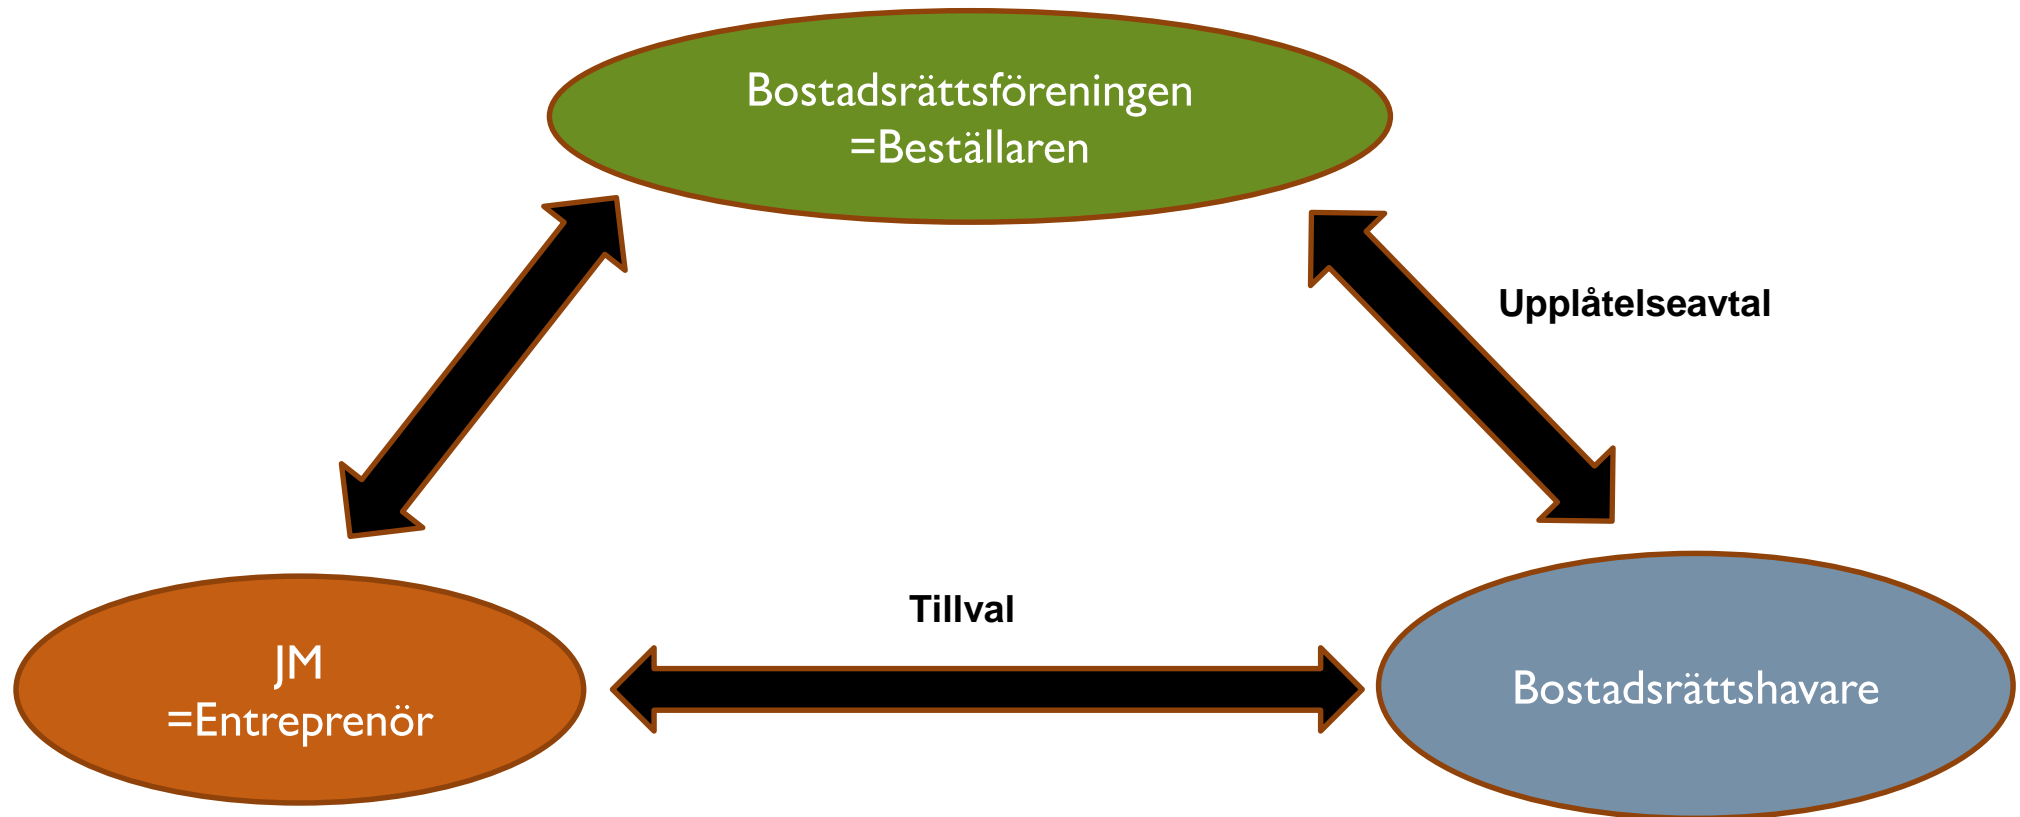 Bostadsrättsföreningen
=Beställaren
Upplåtelseavtal
Tillval
JM
=Entreprenör
Bostadsrättshavare